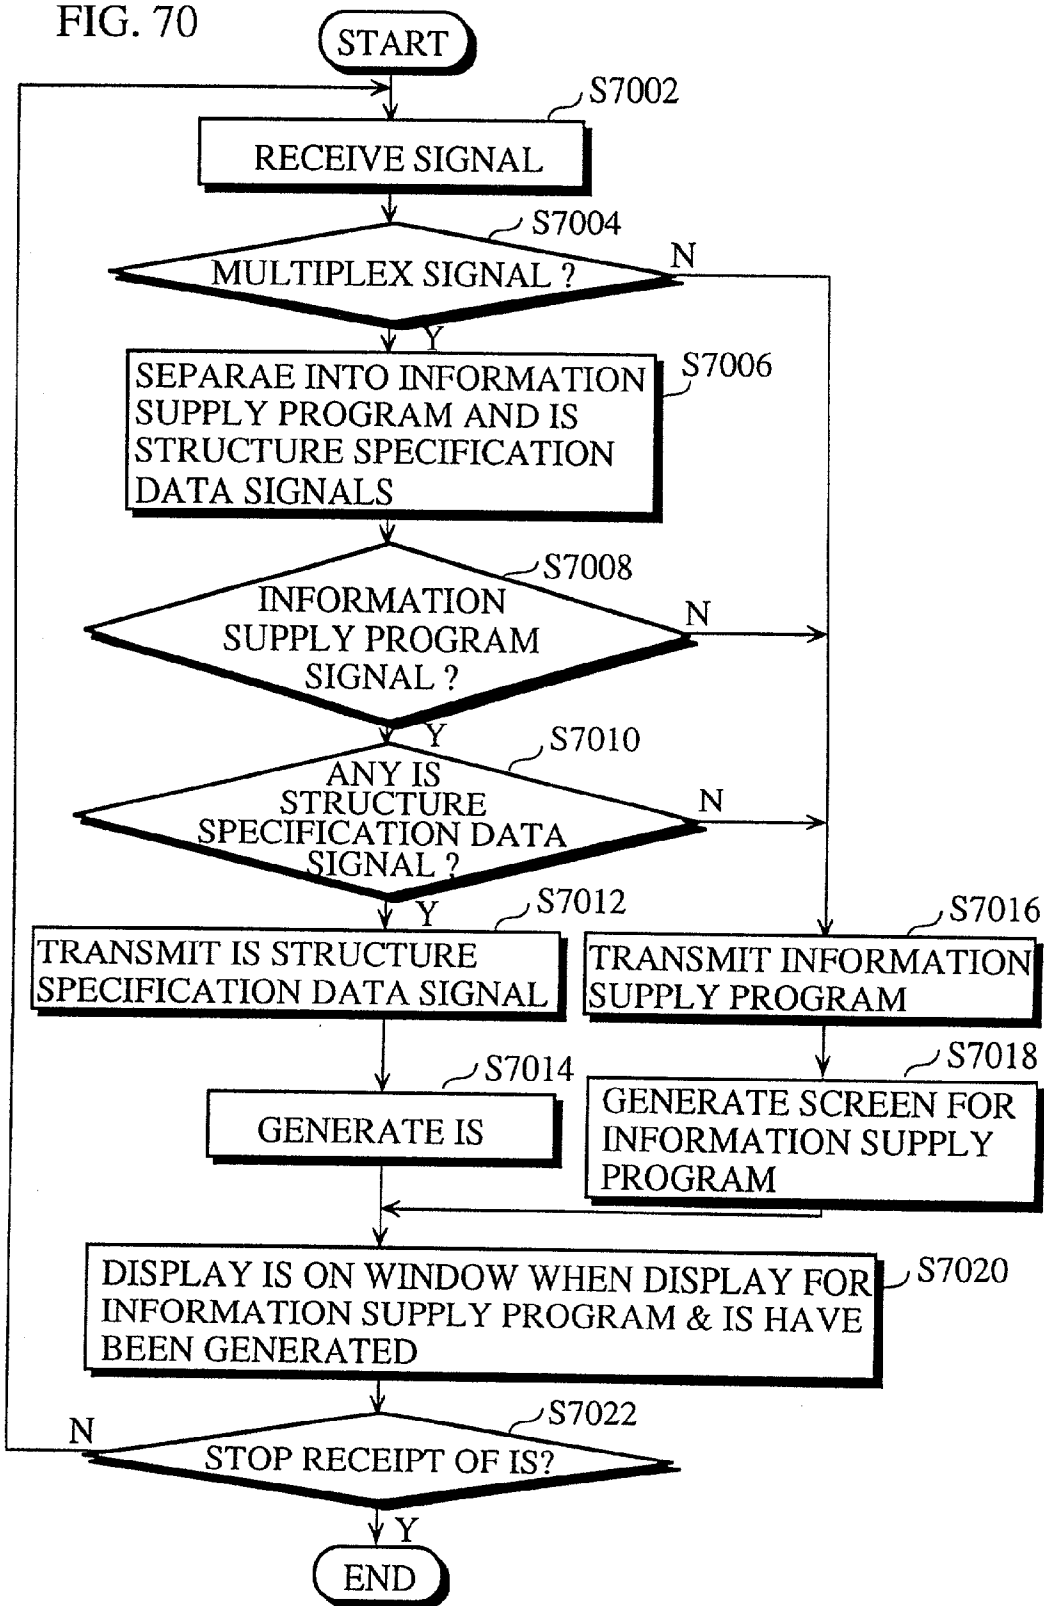 FIG. 70
START
S7002
RECEIVE SIGNAL
S7004
MULTIPLEX SIGNAL ?
N
Y
S7006
SEPARAE INTO INFORMATION
SUPPLY PROGRAM AND IS
STRUCTURE SPECIFICATION
DATA SIGNALS
S7008
INFORMATION
SUPPLY PROGRAM
SIGNAL ?
N
Y
S7010
ANY IS
STRUCTURE
SPECIFICATION DATA
SIGNAL ?
N
Y
S7012
TRANSMIT IS STRUCTURE
SPECIFICATION DATA SIGNAL
S7016
TRANSMIT INFORMATION
SUPPLY PROGRAM
S7014
GENERATE IS
S7018
GENERATE SCREEN FOR
INFORMATION SUPPLY
PROGRAM
S7020
DISPLAY IS ON WINDOW WHEN DISPLAY FOR
INFORMATION SUPPLY PROGRAM & IS HAVE
BEEN GENERATED
S7022
STOP RECEIPT OF IS?
N
Y
END